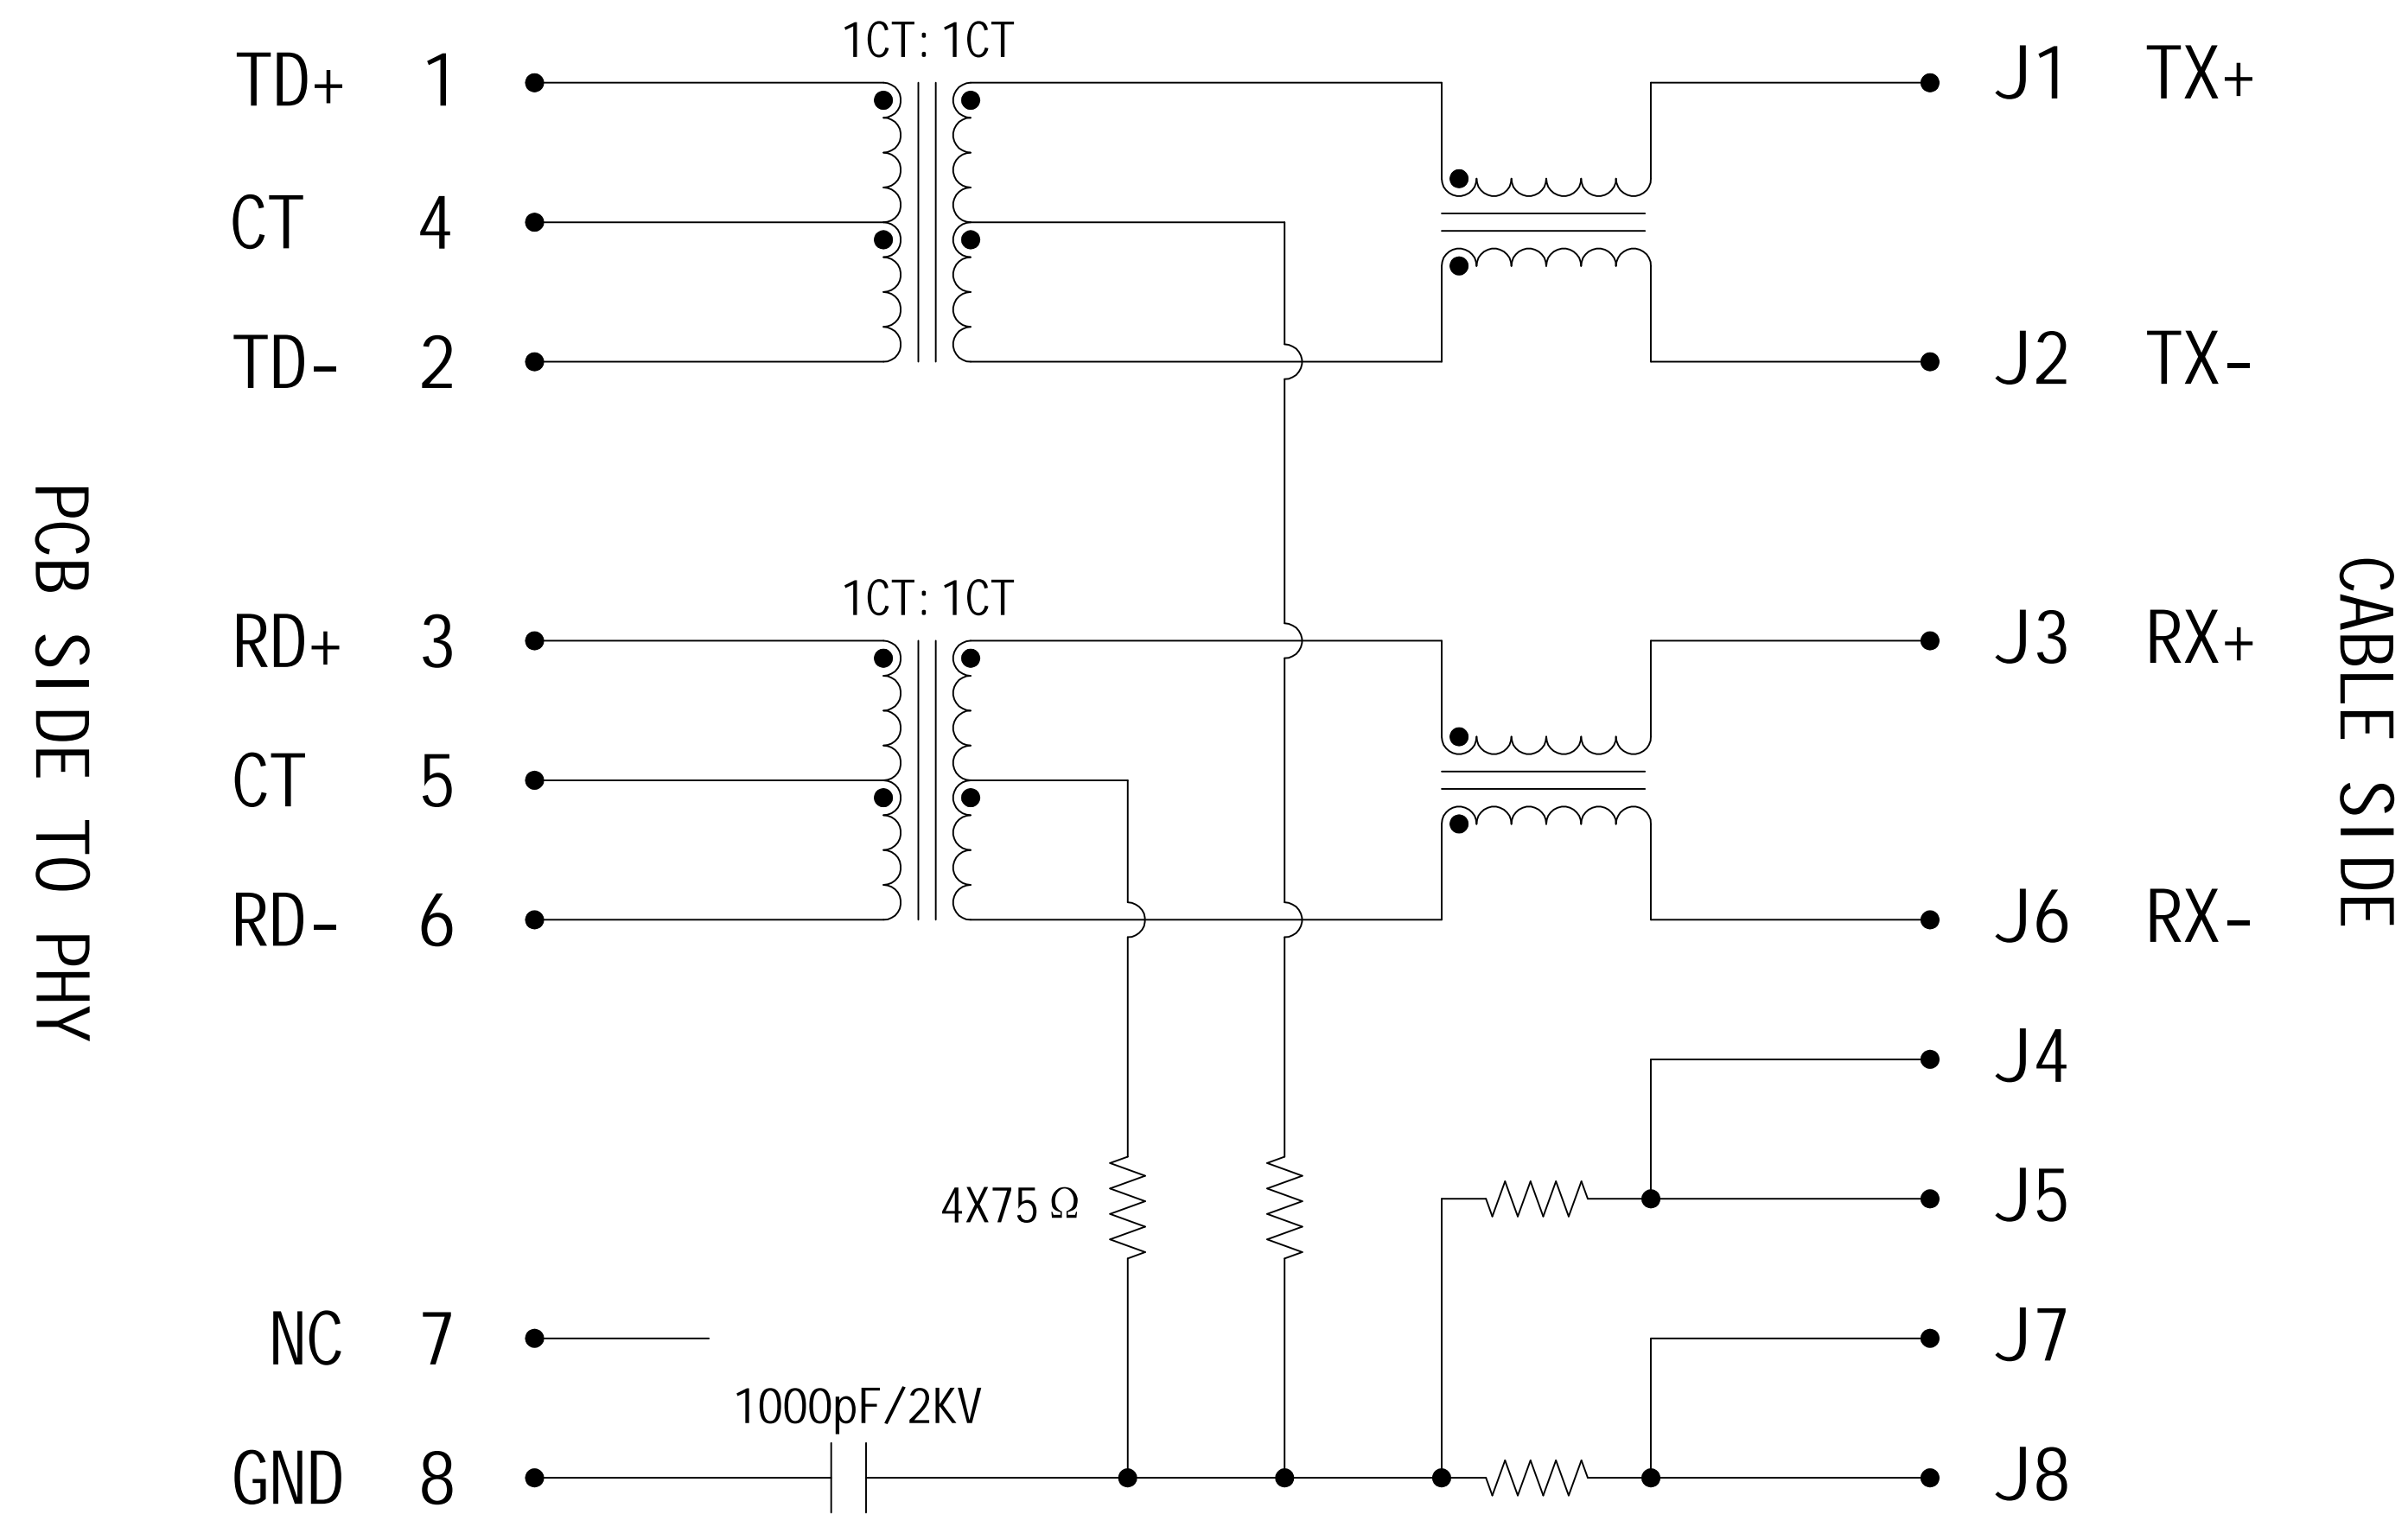 1CT: 1CT
TD+ 1
J1 TX+
CT 4
TD- 2
J2 TX-
PCB SIDE TO PHY
CABLE SIDE
1CT: 1CT
RD+ 3
J3 RX+
CT 5
RD- 6
J6 RX-
J4
4X75 Ω
J5
NC 7
J7
1000pF/2KV
GND 8
J8